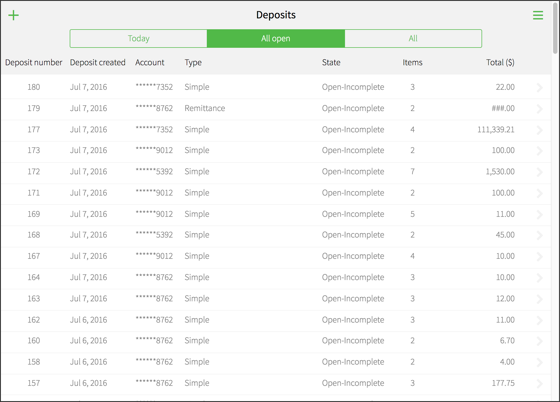 Deposits
Today All open All
Deposit number Deposit created Account Type State Items Total ($)
180 Jul 7, 2016 ******7352 Simple Open-Incomplete 3 22.00
179 Jul 7, 2016 ******8762 Remittance Open-Incomplete 2 ###.00
177 Jul 7, 2016 ******7352 Simple Open-Incomplete 4 111,339.21
173 Jul 7, 2016 ******9012 Simple Open-Incomplete 2 100.00
172 Jul 7, 2016 ******5392 Simple Open-Incomplete 7 1,530.00
171 Jul 7, 2016 ******9012 Simple Open-Incomplete 2 100.00
169 Jul 7, 2016 ******9012 Simple Open-Incomplete 5 11.00
168 Jul 7, 2016 ******5392 Simple Open-Incomplete 2 45.00
167 Jul 7, 2016 ******9012 Simple Open-Incomplete 4 10.00
164 Jul 7, 2016 ******8762 Simple Open-Incomplete 3 10.00
163 Jul 7, 2016 ******8762 Simple Open-Incomplete 3 12.00
162 Jul 6, 2016 ******8762 Simple Open-Incomplete 3 11.00
160 Jul 6, 2016 ******8762 Simple Open-Incomplete 2 6.70
158 Jul 6, 2016 ******8762 Simple Open-Incomplete 2 4.00
157 Jul 6, 2016 ******8762 Simple Open-Incomplete 3 177.75